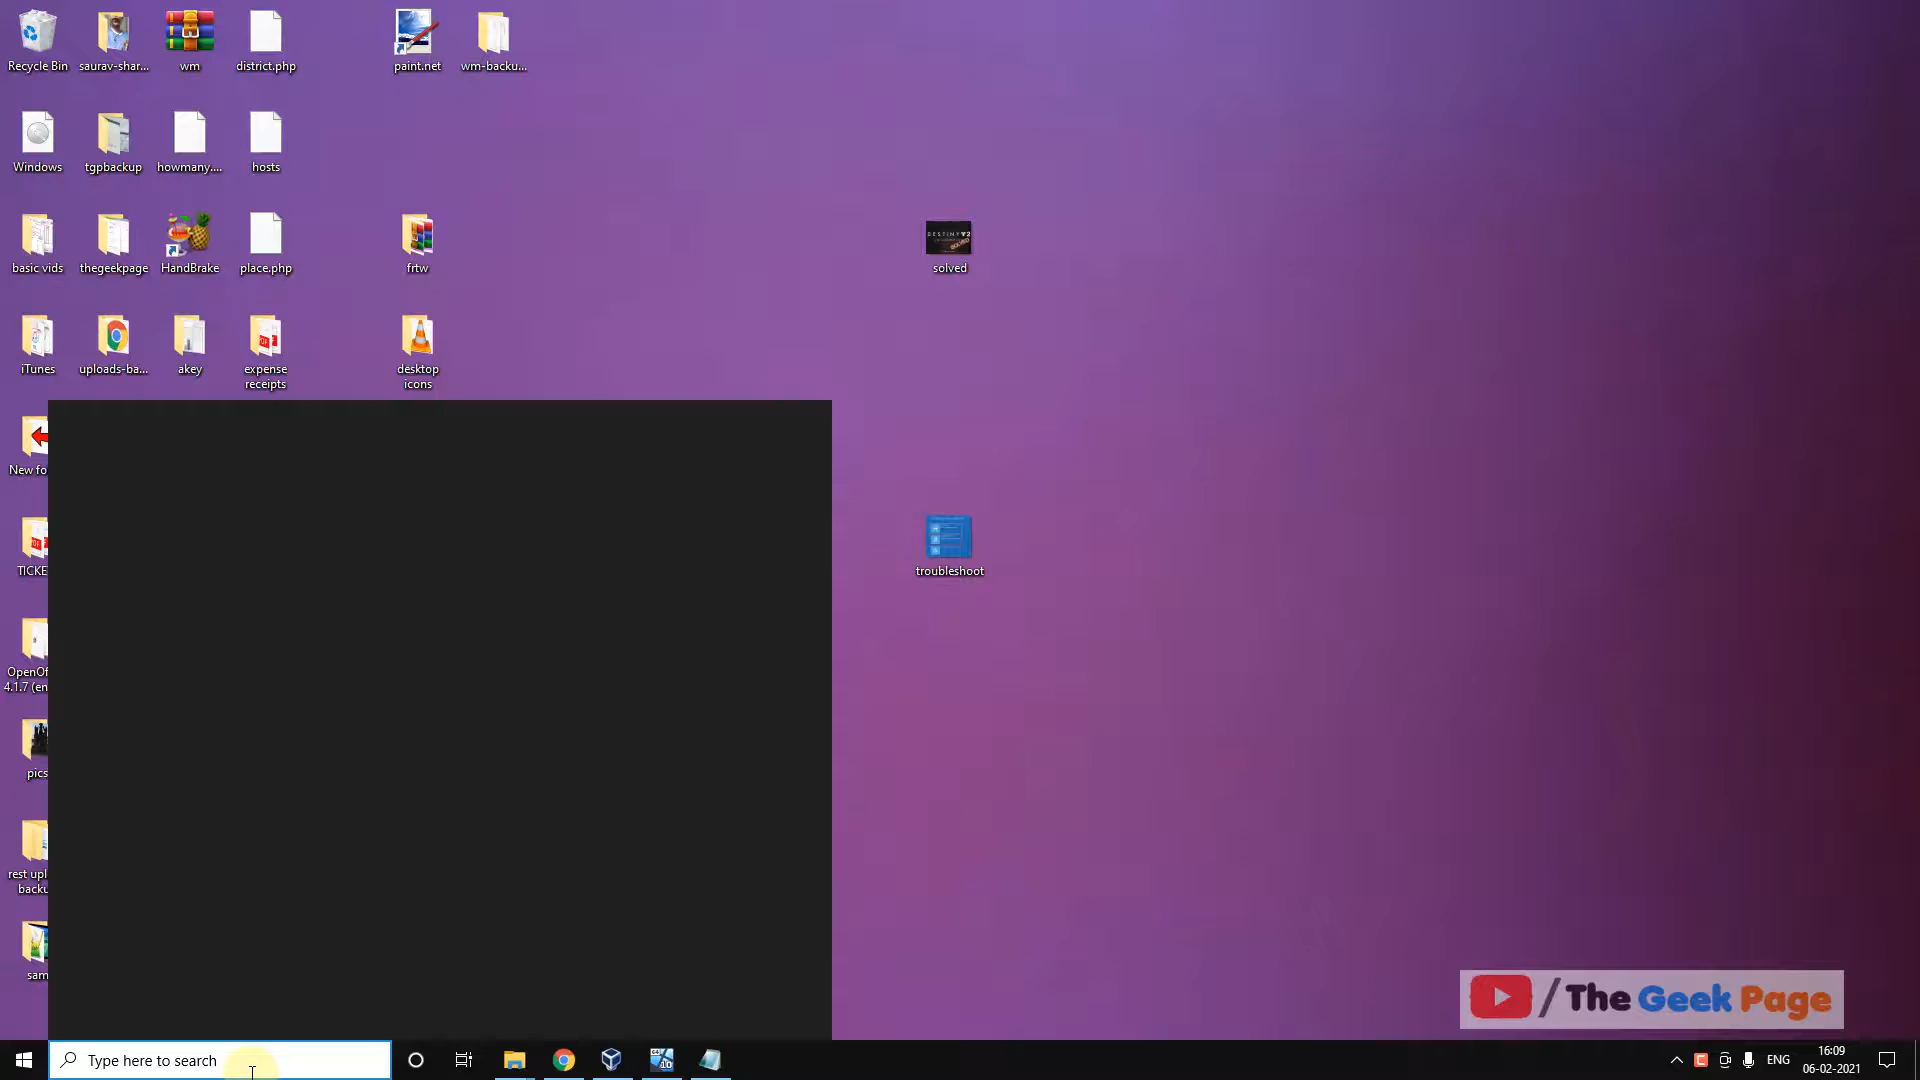 Recycle Bin
saurav-shar...
wm
district.php
paint.net
wm-backu...
Windows
tgpbackup
howmany....
hosts
basic vids
thegeekpage
HandBrake
place.php
frtw
solved
iTunes
uploads-ba...
akey
expense
receipts
desktop
icons
New fo
TICKE
troubleshoot
OpenOf
4.1.7 (en
pics
rest upl
backu
sam
The Geek Page
Type here to search
ENG
16:09
06-02-2021